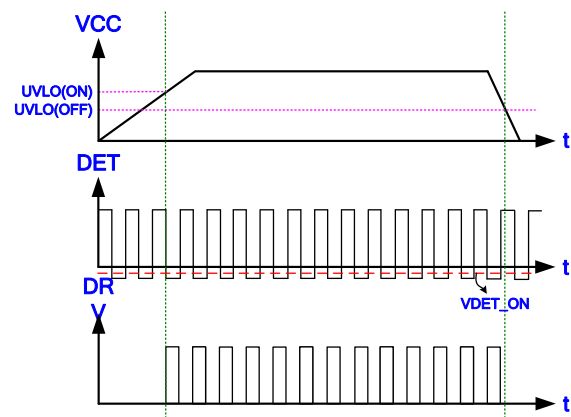 VCC
UVLO(ON)
UVLO(OFF)
t
DET
t
VDET_ON
DR
V
t